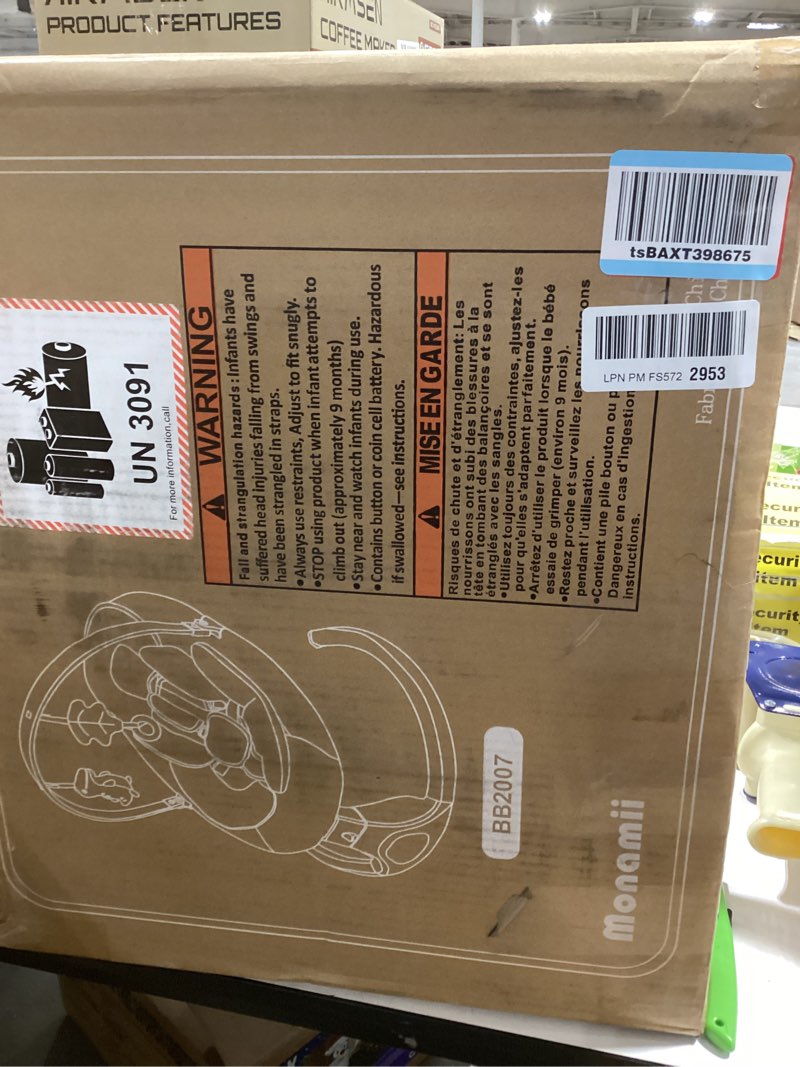 PRODUCT FEATURES
COFFEE
tsBAXT398675
LPN PM FS572 2953
UN 3091
For more information, call
WARNING
Fall and strangulation hazards: Infants have
suffered head injuries falling from swings and
have been strangled in straps.
•Always use restraints, Adjust to fit snugly.
•STOP using product when infant attempts to
climb out (approximately 9 months)
•Stay near and watch infants during use.
•Contains button or coin cell battery. Hazardous
if swallowed—see instructions.
MISE EN GARDE
Risques de chute et d'étranglement: Les
nourrissons ont subi des blessures à la
tête en tombant des balançoires et se sont
étranglés avec les sangles.
•Utilisez toujours des contraintes, ajustez-les
pour qu'elles s'adaptent parfaitement.
•Arrêtez d'utiliser le produit lorsque le bébé
essaie de grimper (environ 9 mois).
•Restez proche et surveillez les nourrissons
pendant l'utilisation.
•Contient une pile bouton ou
Dangereux en cas d'ingestion
instructions.
BB2007
Monamii